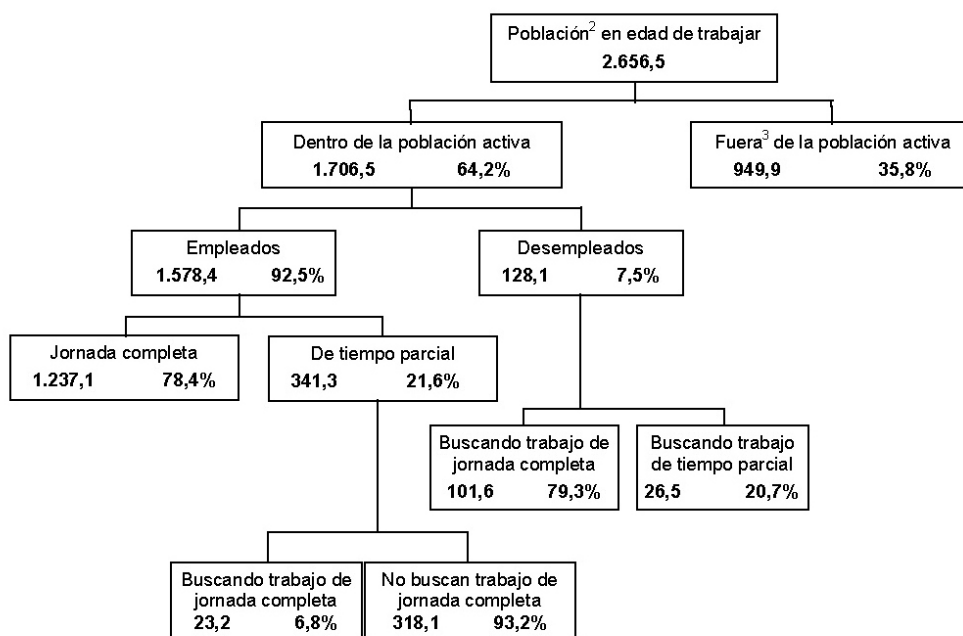 Población² en edad de trabajar
2.656,5
Dentro de la población activa
1.706,5 64,2%
Fuera³ de la población activa
949,9 35,8%
Empleados
1.578,4 92,5%
Desempleados
128,1 7,5%
Jornada completa
1.237,1 78,4%
De tiempo parcial
341,3 21,6%
Buscando trabajo de
jornada completa
101,6 79,3%
Buscando trabajo
de tiempo parcial
26,5 20,7%
Buscando trabajo de
jornada completa
23,2 6,8%
No buscan trabajo de
jornada completa
318,1 93,2%